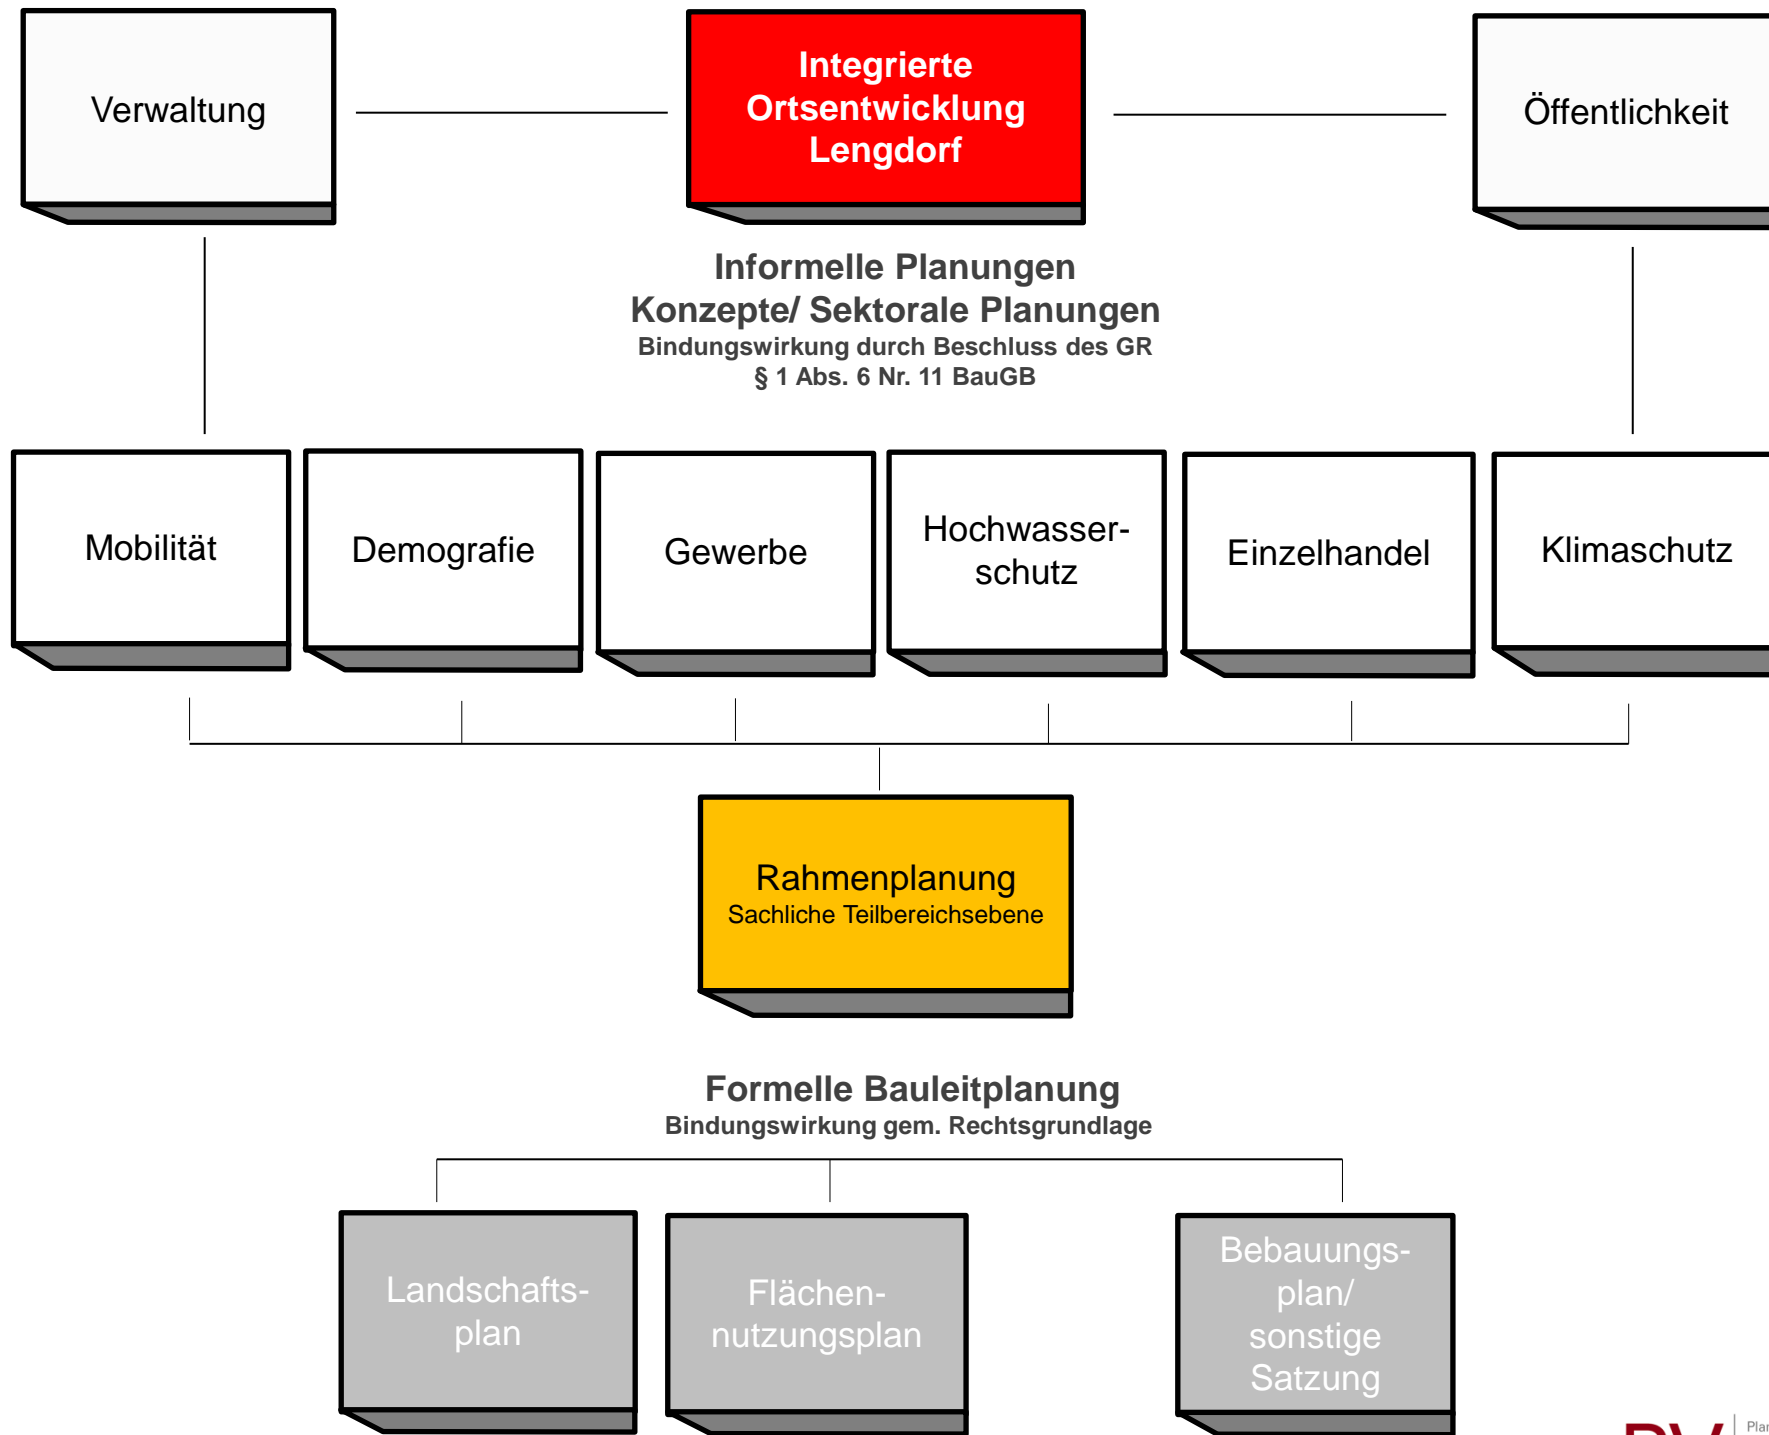 Verwaltung
Integrierte
Ortsentwicklung
Lengdorf
Öffentlichkeit
Informelle Planungen
Konzepte/ Sektorale Planungen
Bindungswirkung durch Beschluss des GR
§ 1 Abs. 6 Nr. 11 BauGB
Mobilität
Demografie
Gewerbe
Hochwasser-
schutz
Einzelhandel
Klimaschutz
Rahmenplanung
Sachliche Teilbereichsebene
Formelle Bauleitplanung
Bindungswirkung gem. Rechtsgrundlage
Landschafts-
plan
Flächen-
nutzungsplan
Bebauungs-
plan/
sonstige
Satzung